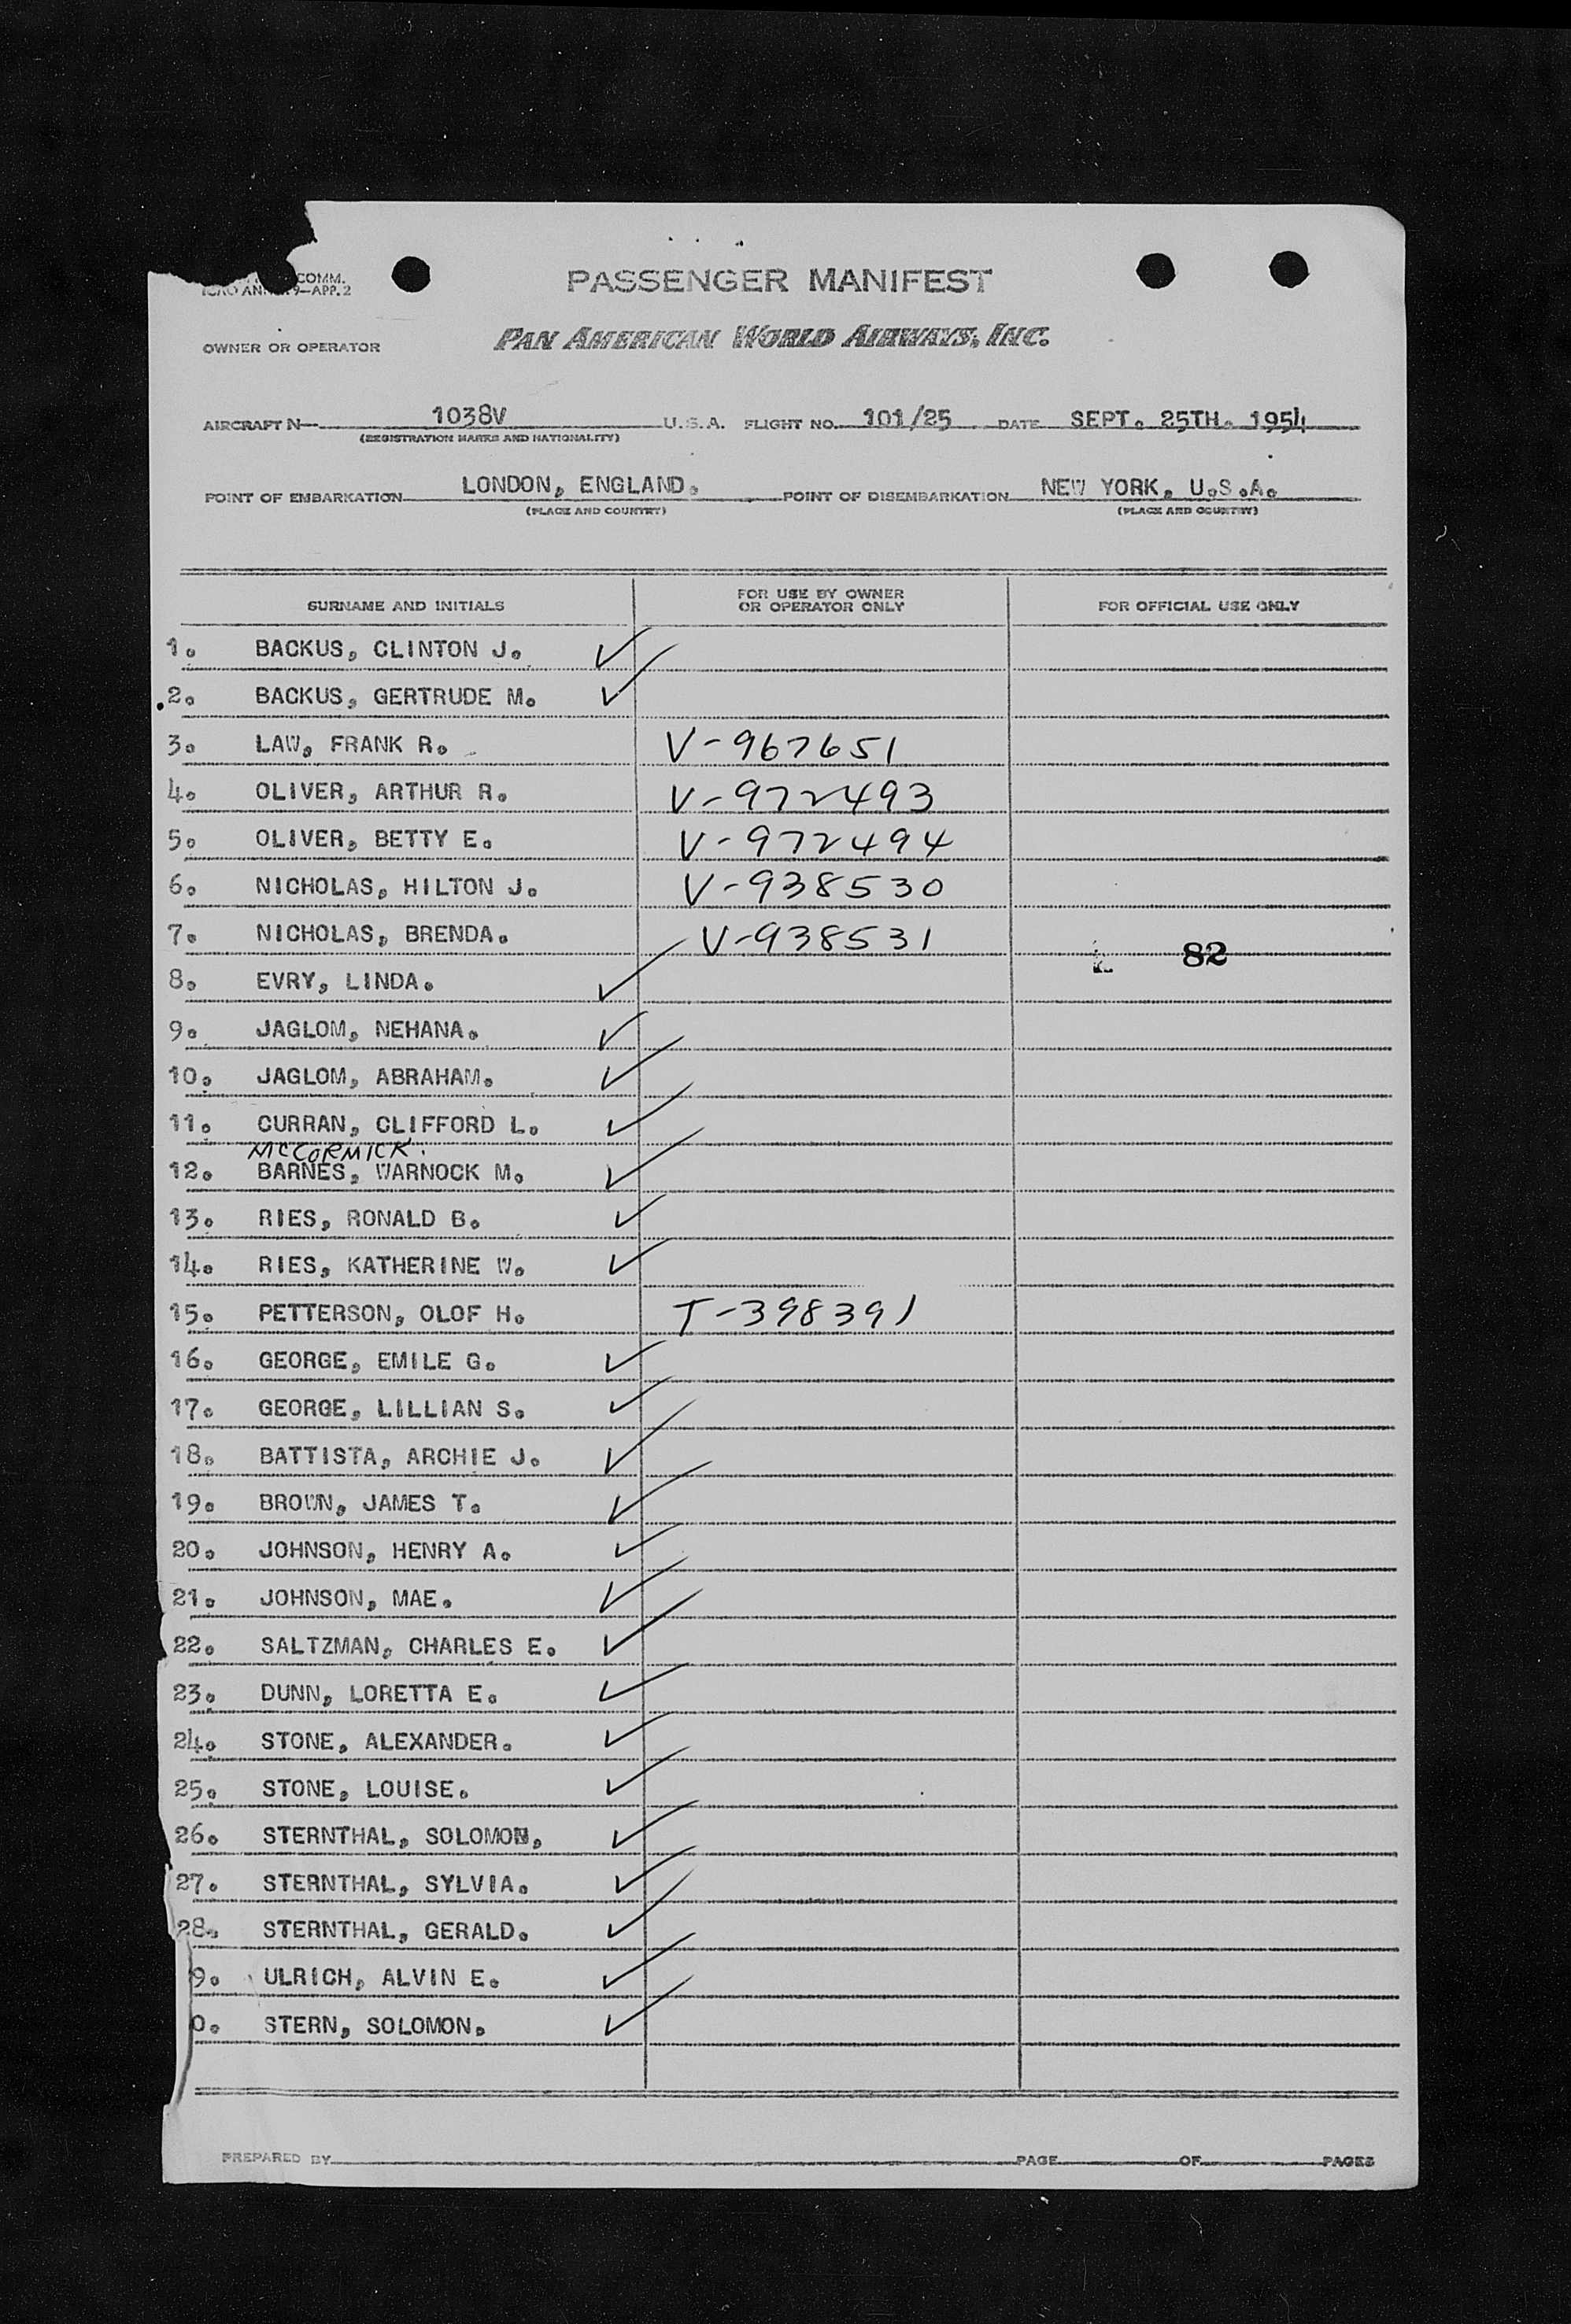 COMM.
9—APP. 2
PASSENGER MANIFEST
OWNER OR OPERATOR PAN AMERICAN WORLD AIRWAYS, INC.
AIRCRAFT N— 1038V U.S.A. FLIGHT NO. 101/25 DATE SEPT. 25TH. 1954
(REGISTRATION MARKS AND NATIONALITY)
POINT OF EMBARKATION LONDON, ENGLAND. POINT OF DISEMBARKATION NEW YORK, U.S.A.
(PLACE AND COUNTRY) (PLACE AND COUNTRY)
SURNAME AND INITIALS FOR USE BY OWNER OR OPERATOR ONLY FOR OFFICIAL USE ONLY
1. BACKUS, CLINTON J. ✓
2. BACKUS, GERTRUDE M. ✓
3. LAW, FRANK R. V-967651
4. OLIVER, ARTHUR R. V-972493
5. OLIVER, BETTY E. V-972494
6. NICHOLAS, HILTON J. V-938530
7. NICHOLAS, BRENDA. V-938531 82
8. EVRY, LINDA. ✓
9. JAGLOM, NEHANA. ✓
10. JAGLOM, ABRAHAM. ✓
11. CURRAN, CLIFFORD L. ✓
McCORMICK.
12. BARNES, WARNOCK M. ✓
13. RIES, RONALD B. ✓
14. RIES, KATHERINE W. ✓
15. PETTERSON, OLOF H. T-398391
16. GEORGE, EMILE G. ✓
17. GEORGE, LILLIAN S. ✓
18. BATTISTA, ARCHIE J. ✓
19. BROWN, JAMES T. ✓
20. JOHNSON, HENRY A. ✓
21. JOHNSON, MAE. ✓
22. SALTZMAN, CHARLES E. ✓
23. DUNN, LORETTA E. ✓
24. STONE, ALEXANDER. ✓
25. STONE, LOUISE. ✓
26. STERNTHAL, SOLOMON, ✓
27. STERNTHAL, SYLVIA. ✓
28. STERNTHAL, GERALD. ✓
9. ULRICH, ALVIN E. ✓
0. STERN, SOLOMON. ✓
PREPARED BY PAGE OF PAGES